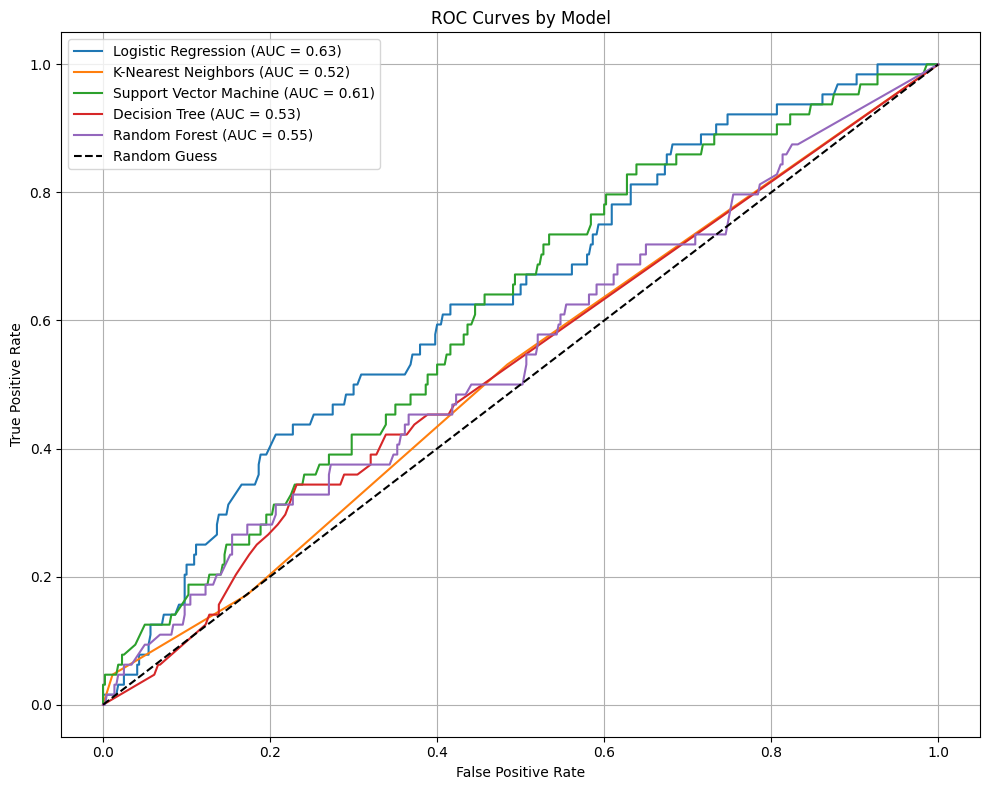 ROC Curves by Model
Logistic Regression (AUC = 0.63)
K-Nearest Neighbors (AUC = 0.52)
Support Vector Machine (AUC = 0.61)
Decision Tree (AUC = 0.53)
Random Forest (AUC = 0.55)
Random Guess
True Positive Rate
1.0
0.8
0.6
0.4
0.2
0.0
0.0 0.2 0.4 0.6 0.8 1.0
False Positive Rate